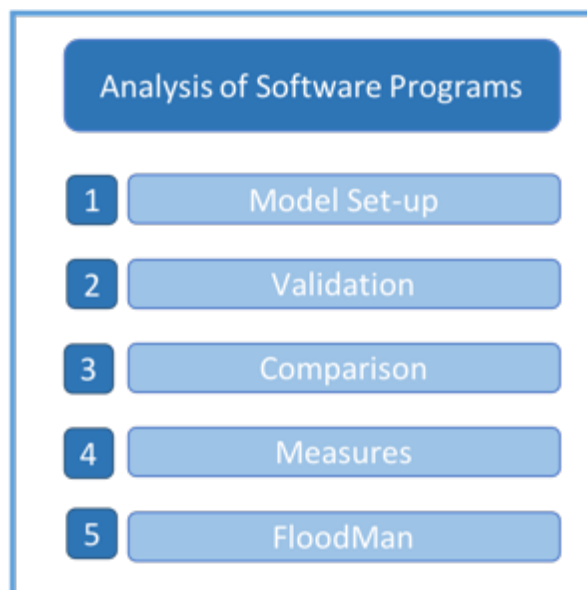 Analysis of Software Programs
1 Model Set-up
2 Validation
3 Comparison
4 Measures
5 FloodMan